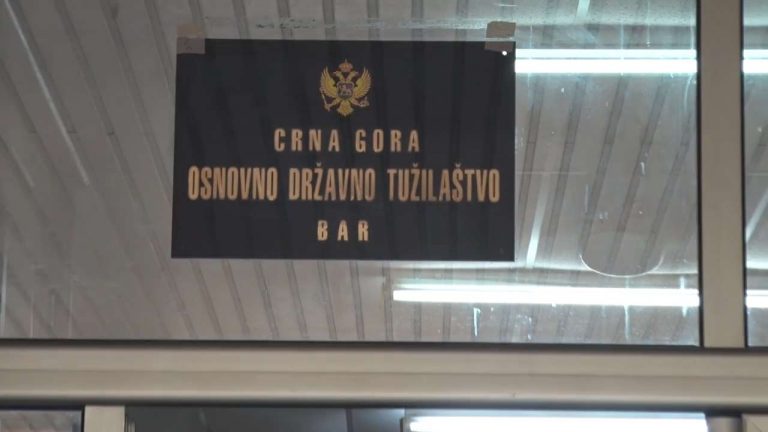 CRNA GORA
OSNOVNO DRŽAVNO TUŽILAŠTVO
BAR